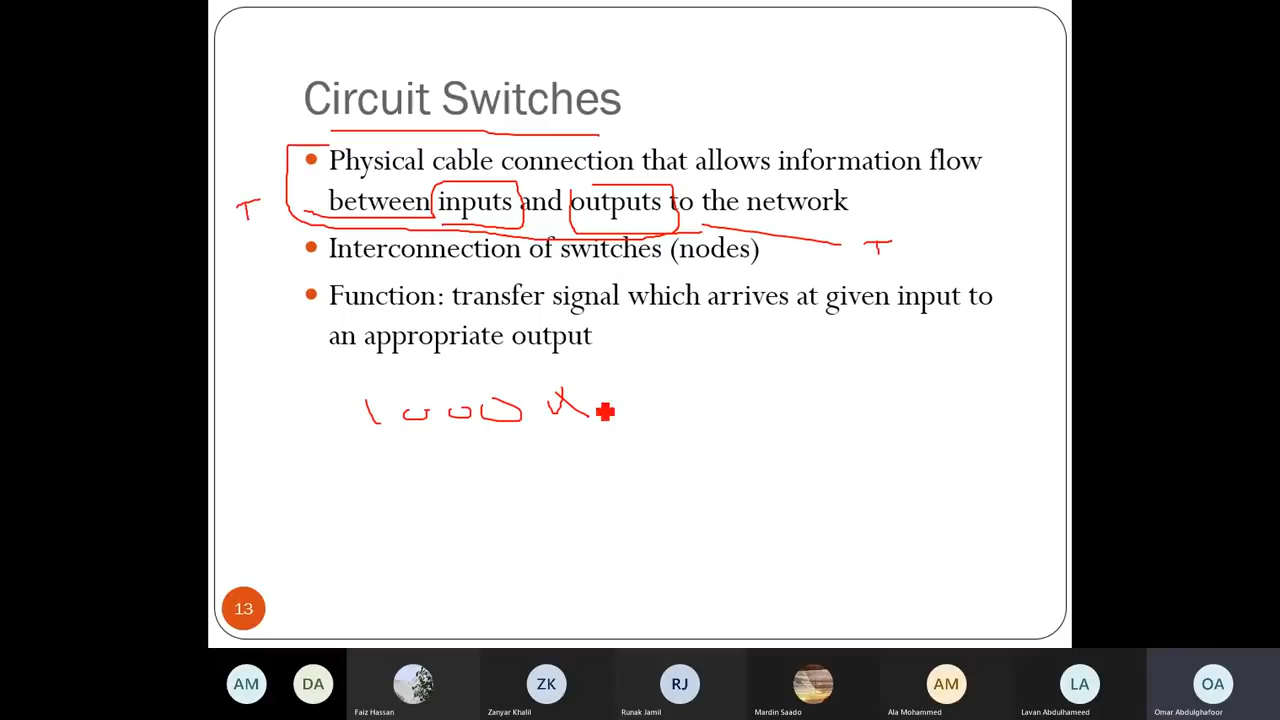 Circuit Switches
Physical cable connection that allows information flow
between inputs and outputs to the network
T
T
Interconnection of switches (nodes)
Function: transfer signal which arrives at given input to
an appropriate output
1000 x
13
AM DA ZK RJ AM LA OA
Faiz Hassan Zanyar Khalil Runak Jamil Mardin Saado Ala Mohammed Lavan Abdulhameed Omar Abdulghafoor